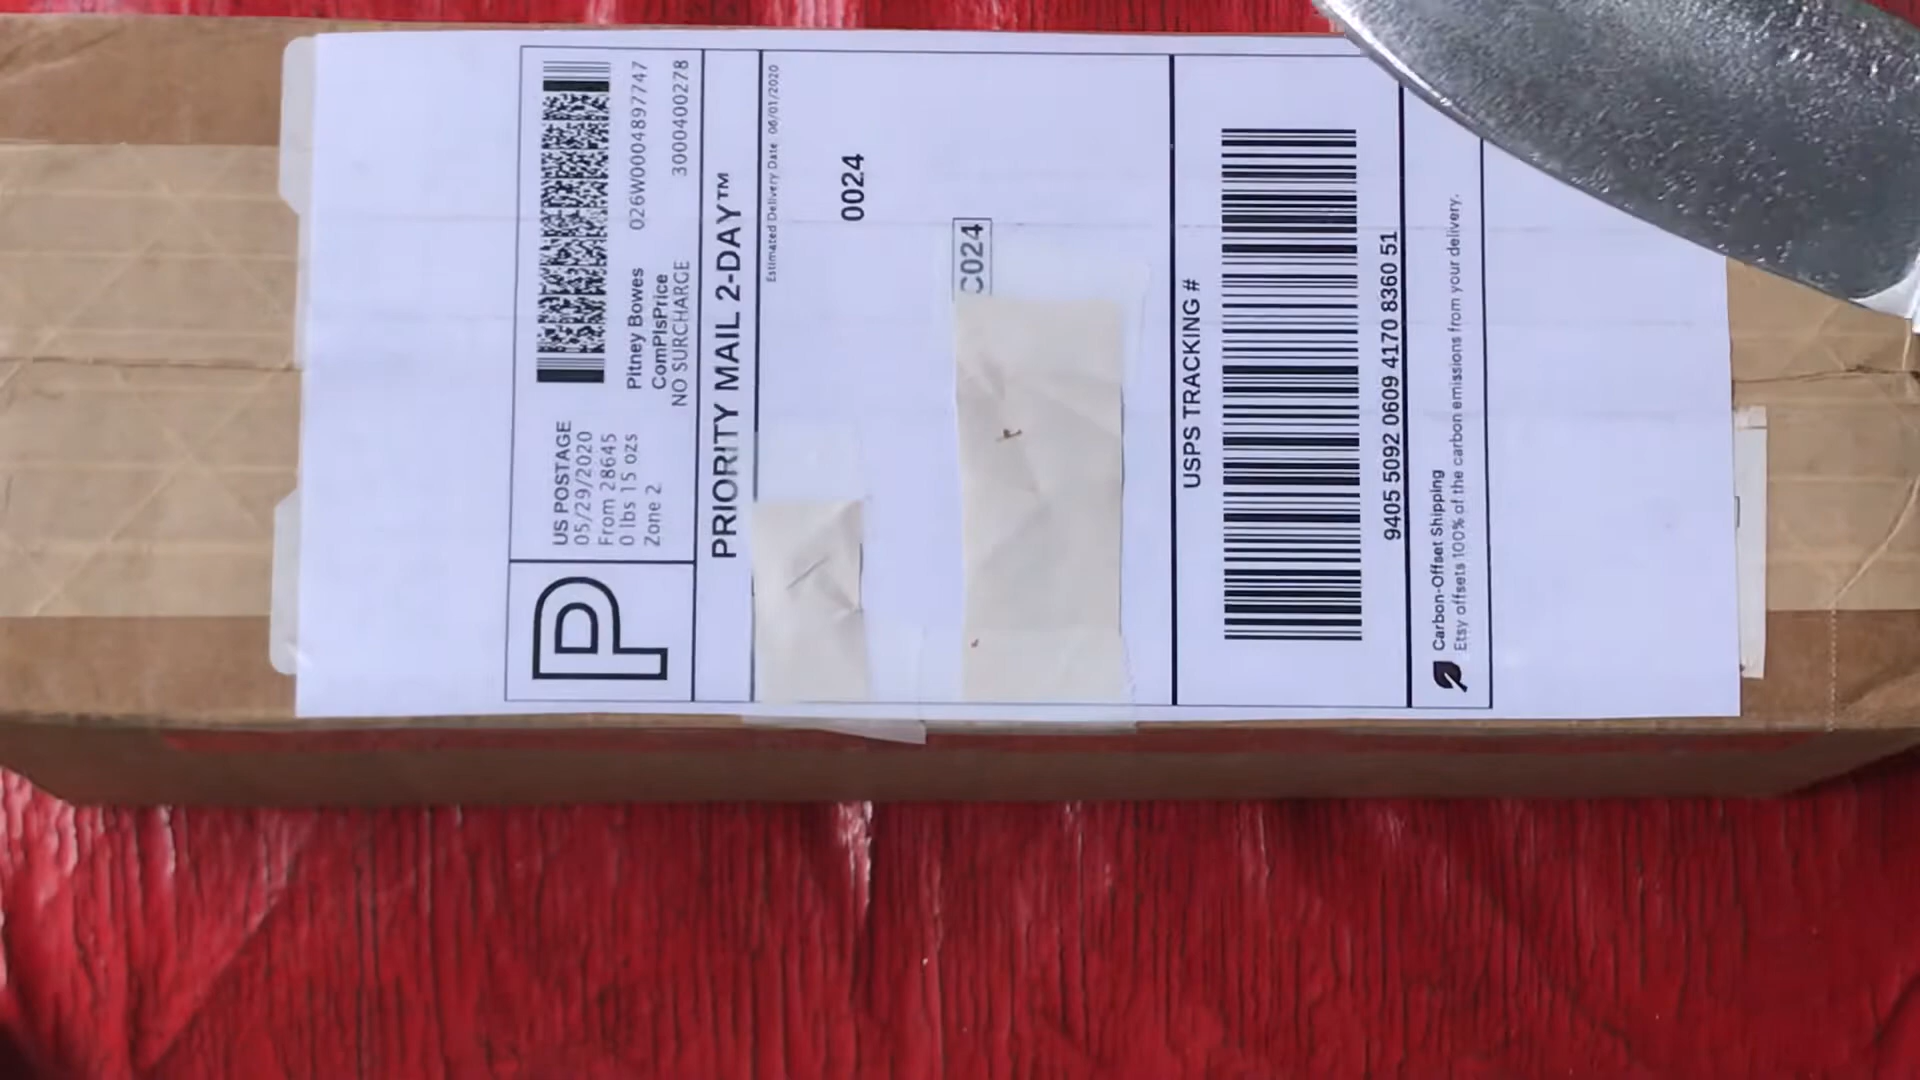 P
US POSTAGE
05/29/2020
From 28645
0 lbs 15 ozs
Zone 2
Pitney Bowes
ComPlsPrice
NO SURCHARGE
026W0004897747
3000400278
PRIORITY MAIL 2-DAY™
Estimated Delivery Date 06/01/2020
0024
C024
USPS TRACKING #
9405 5092 0609 4170 8360 51
Carbon-Offset Shipping
Etsy offsets 100% of the carbon emissions from your delivery.